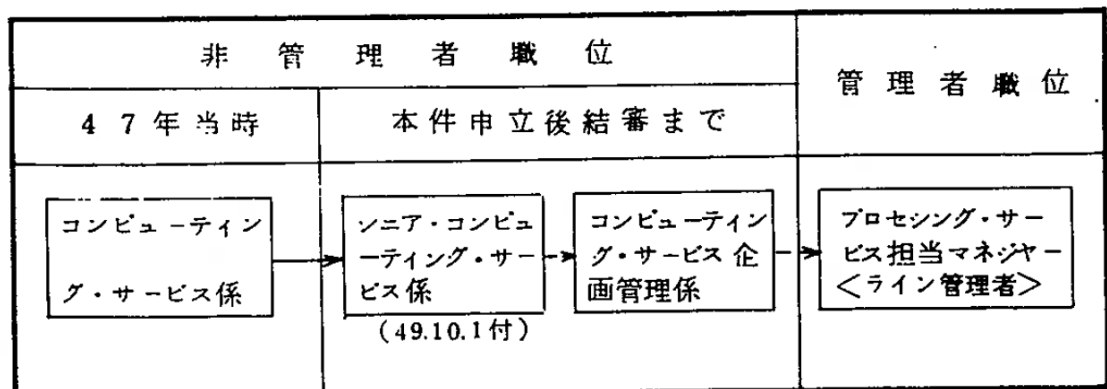 非管理者職位
管理者職位
47年当時
本件申立後結審まで
コンピューティン
グ・サービス係
シニア・コンピュ
ーティング・サー
ビス係
(49.10.1付)
コンピューティン
グ・サービス企
画管理係
プロセシング・サー
ビス担当マネジャー
<ライン管理者>